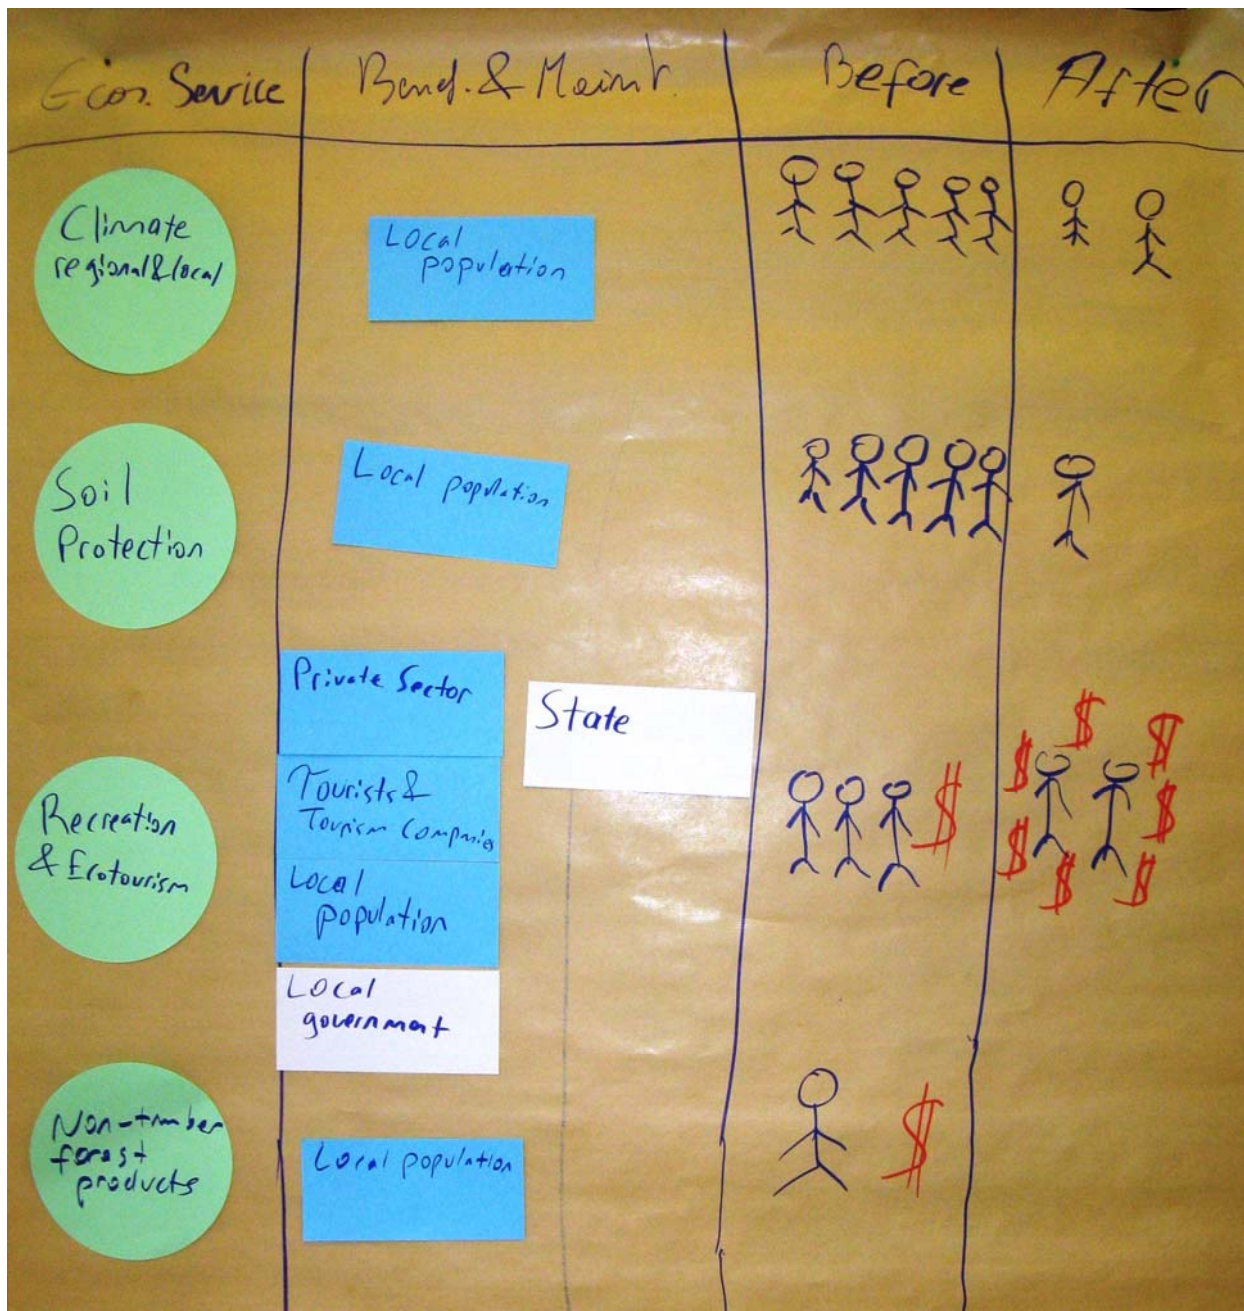 Ecos. Service
Benef. & Maint.
Before
After
Climate
regional & local
Local
population
Soil
Protection
Local population
Recreation
& Ecotourism
Private Sector
State
Tourists &
Tourism Companies
Local
population
Local
government
$
$
$
$
$
$
$
$
Non-timber
forest
products
Local population
$